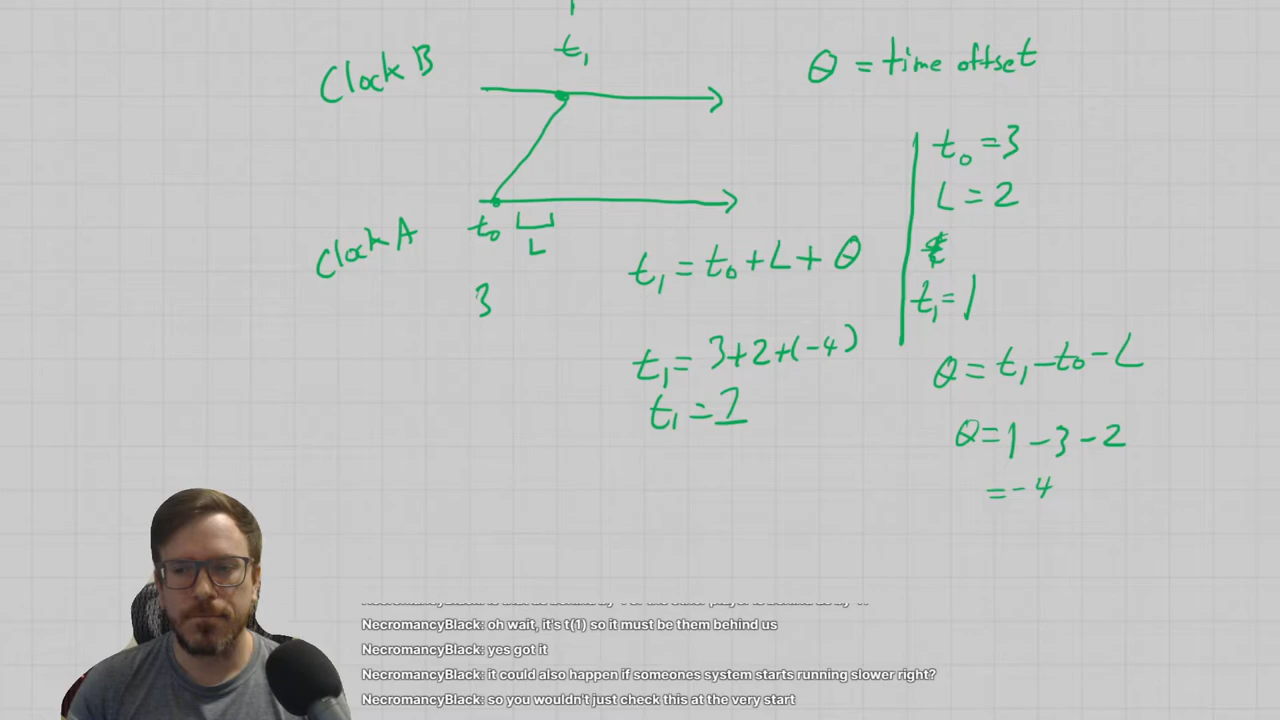 t₁
Clock B
θ = time offset
t₀ = 3
L = 2
t₀
L
Clock A
t₁ = t₀ + L + θ
t₁ = 1
3
t₁ = 3+2+(-4)
θ = t₁ - t₀ - L
t₁ = 1
θ = 1 - 3 - 2
= -4
NecromancyBlack: oh wait, it's t(1) so it must be them behind us
NecromancyBlack: yes got it
NecromancyBlack: it could also happen if someones system starts running slower right?
NecromancyBlack: so you wouldn't just check this at the very start